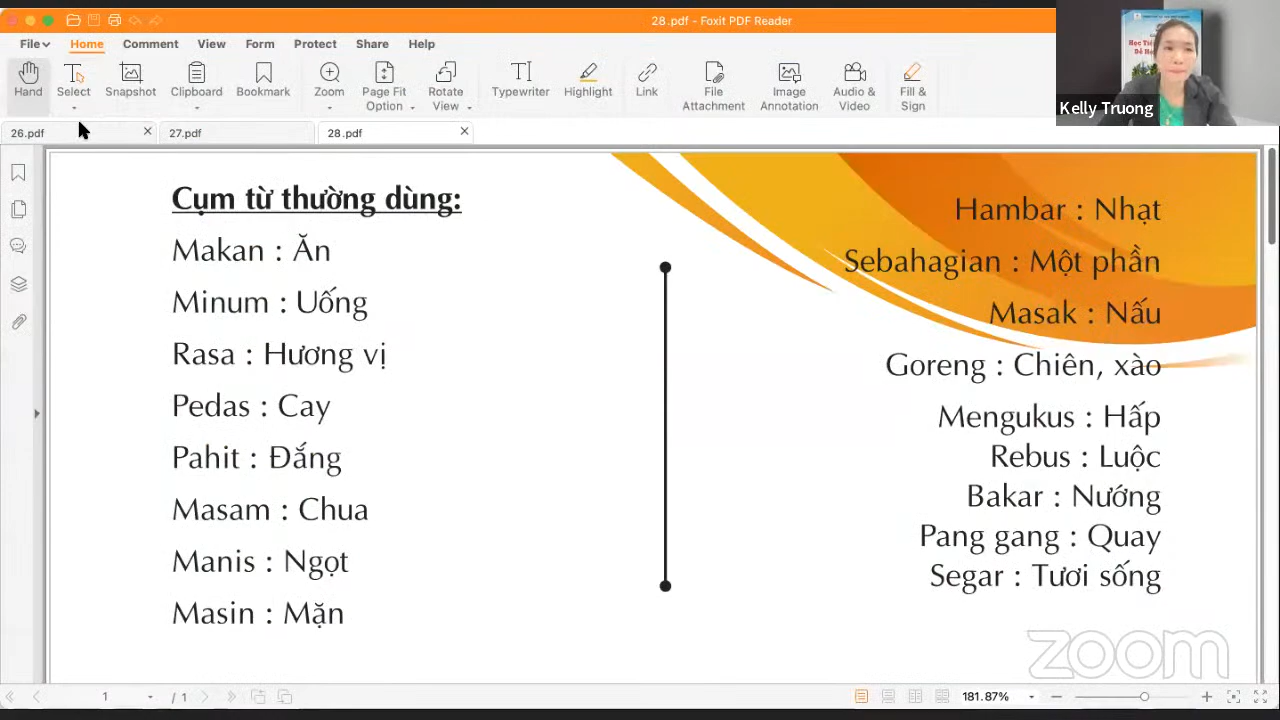 28.pdf - Foxit PDF Reader
File Home Comment View Form Protect Share Help
Hand
Select
Snapshot
Clipboard
Bookmark
Zoom
Page Fit
Option
Rotate
View
Typewriter
Highlight
Link
File
Attachment
Image
Annotation
Audio &
Video
Fill &
Sign
Kelly Truong
26.pdf
27.pdf
28.pdf
Cụm từ thường dùng:
Makan : Ăn
Minum : Uống
Rasa : Hương vị
Pedas : Cay
Pahit : Đắng
Masam : Chua
Manis : Ngọt
Masin : Mặn
Hambar : Nhạt
Sebahagian : Một phần
Masak : Nấu
Goreng : Chiên, xào
Mengukus : Hấp
Rebus : Luộc
Bakar : Nướng
Pang gang : Quay
Segar : Tươi sống
zoom
1 / 1
181.87%